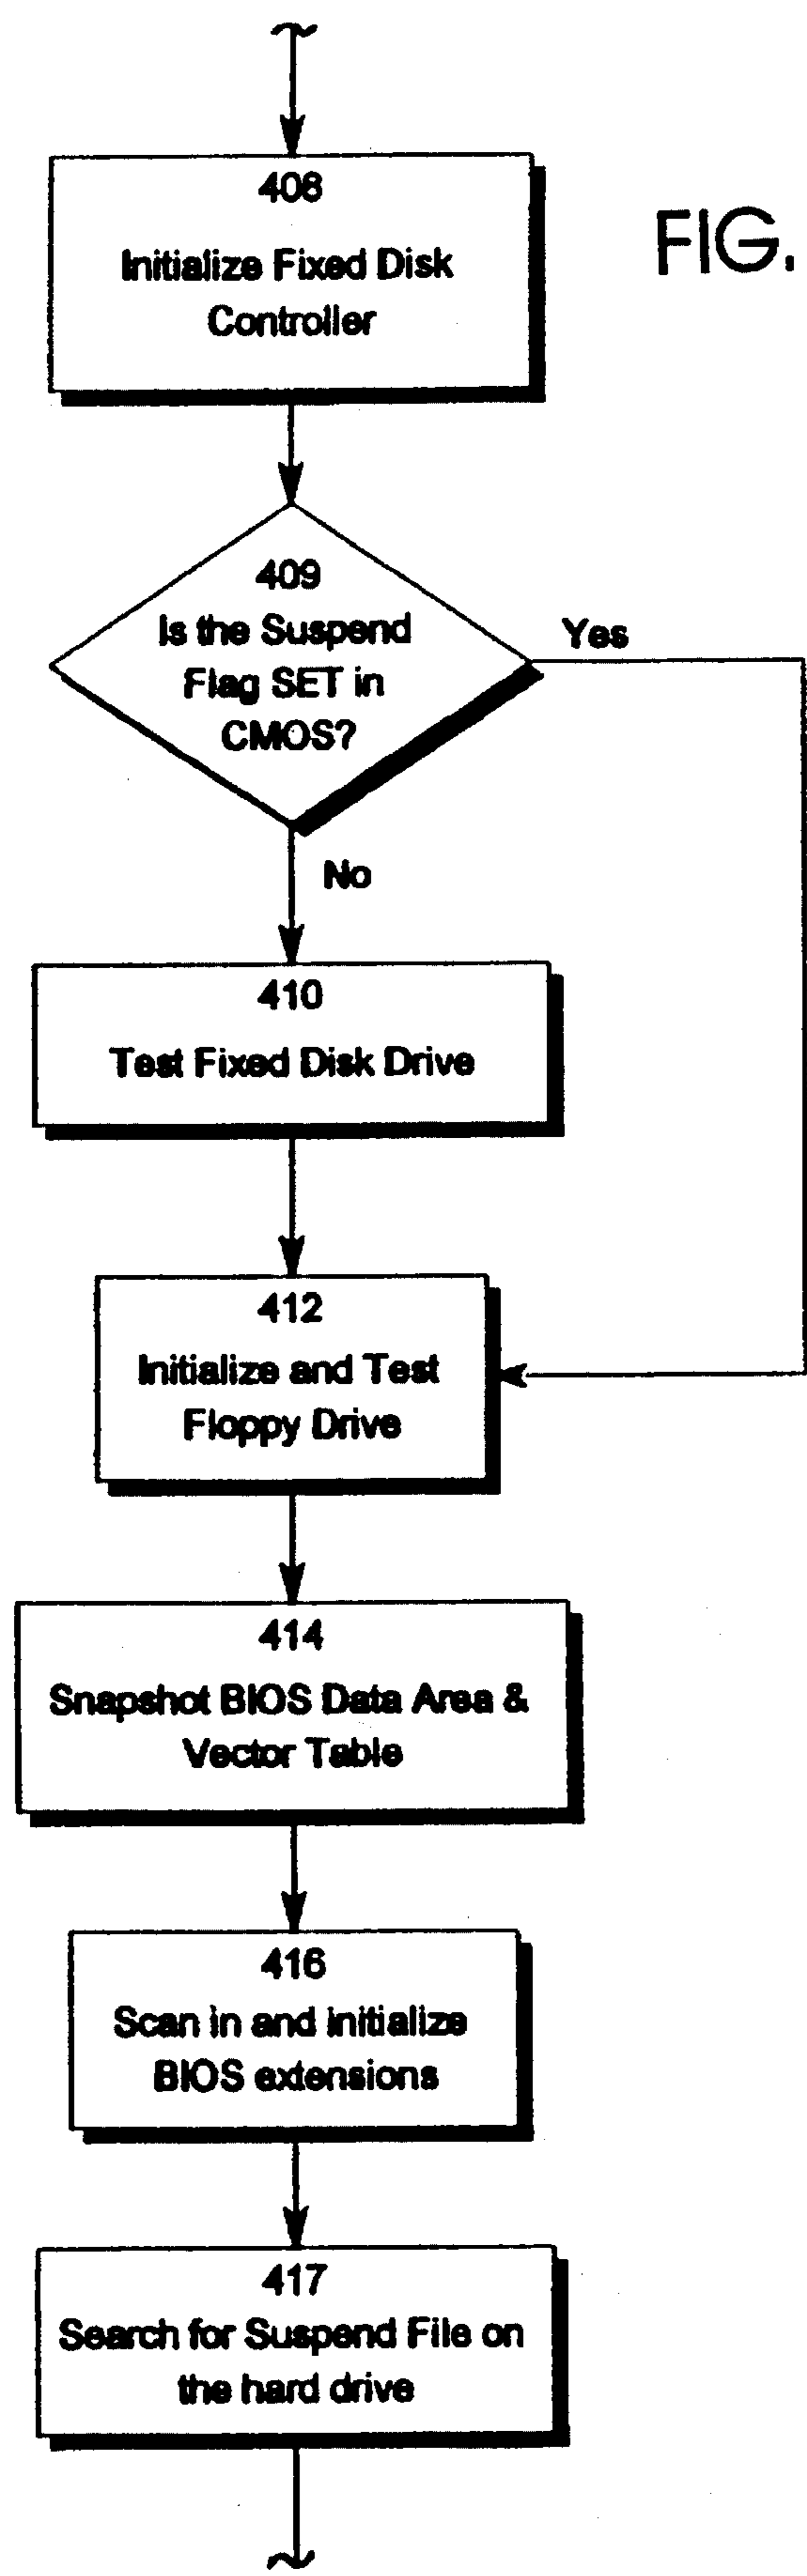 408
Initialize Fixed Disk
Controller
FIG.
409
Is the Suspend
Flag SET in
CMOS?
Yes
No
410
Test Fixed Disk Drive
412
Initialize and Test
Floppy Drive
414
Snapshot BIOS Data Area &
Vector Table
416
Scan in and initialize
BIOS extensions
417
Search for Suspend File on
the hard drive